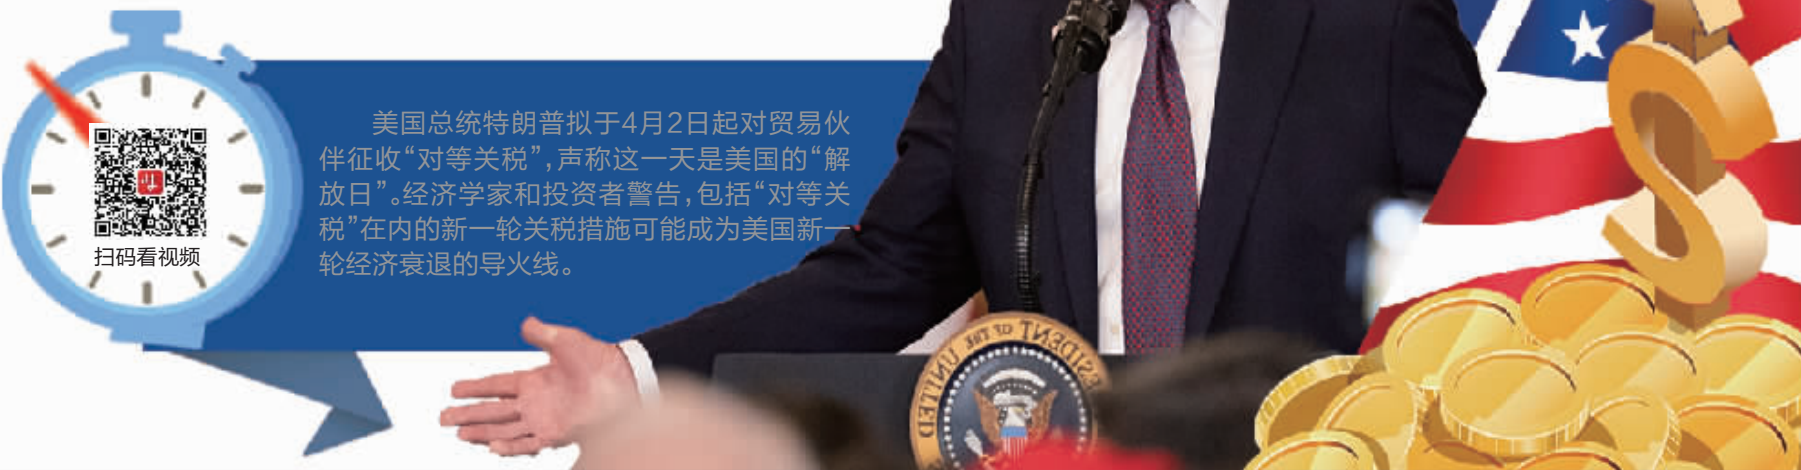 美国总统特朗普拟于4月2日起对贸易伙
伴征收“对等关税”，声称这一天是美国的“解
放日”。经济学家和投资者警告，包括“对等关
税”在内的新一轮关税措施可能成为美国新一
轮经济衰退的导火线。
扫码看视频
ESIDENT OF THE UNITED